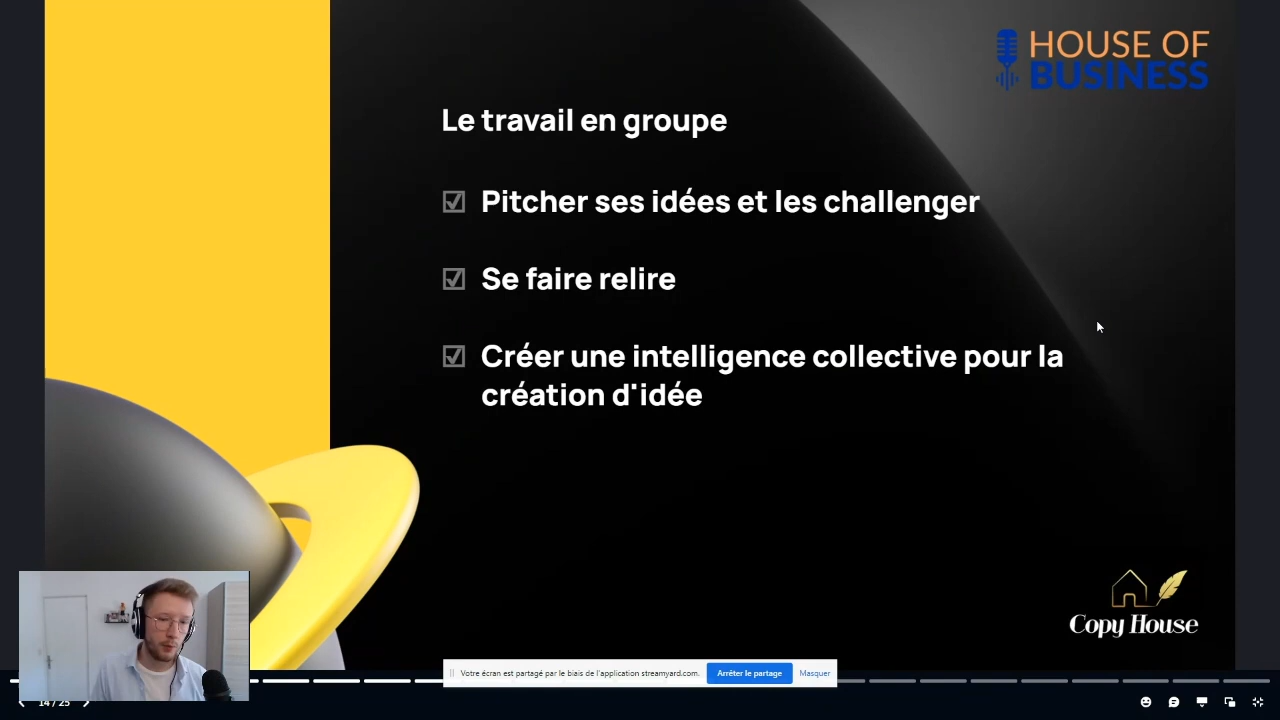 HOUSE OF
BUSINESS
Le travail en groupe
Pitcher ses idées et les challenger
Se faire relire
Créer une intelligence collective pour la
création d'idée
Copy House
Votre écran est partagé par le biais de l'application streamyard.com. Arrêter le partage Masquer
14 / 25